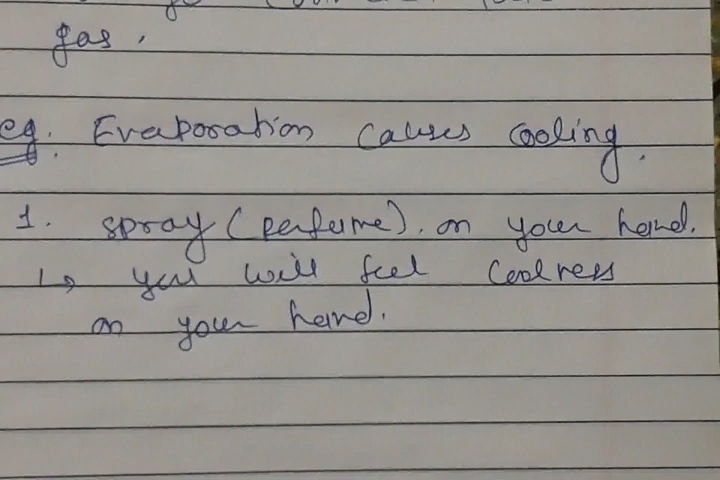 gas.
eg. Evaporation causes cooling.
1. spray (perfume). on your hand.
↳ you will feel coolness
on your hand.